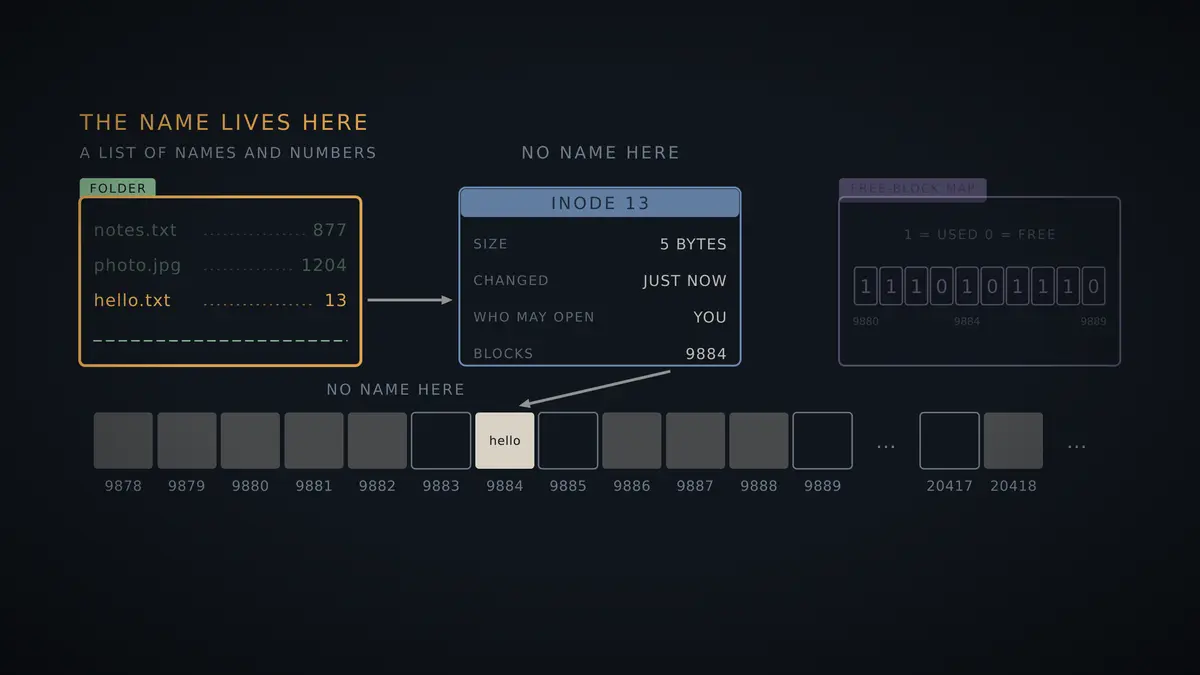 THE NAME LIVES HERE
A LIST OF NAMES AND NUMBERS
NO NAME HERE
FOLDER
notes.txt ................ 877
photo.jpg .............. 1204
hello.txt ................. 13
INODE 13
SIZE 5 BYTES
CHANGED JUST NOW
WHO MAY OPEN YOU
BLOCKS 9884
FREE-BLOCK MAP
1 = USED 0 = FREE
1 1 1 0 1 0 1 1 1 0
9880 9884 9889
NO NAME HERE
hello
... ...
9878 9879 9880 9881 9882 9883 9884 9885 9886 9887 9888 9889 20417 20418